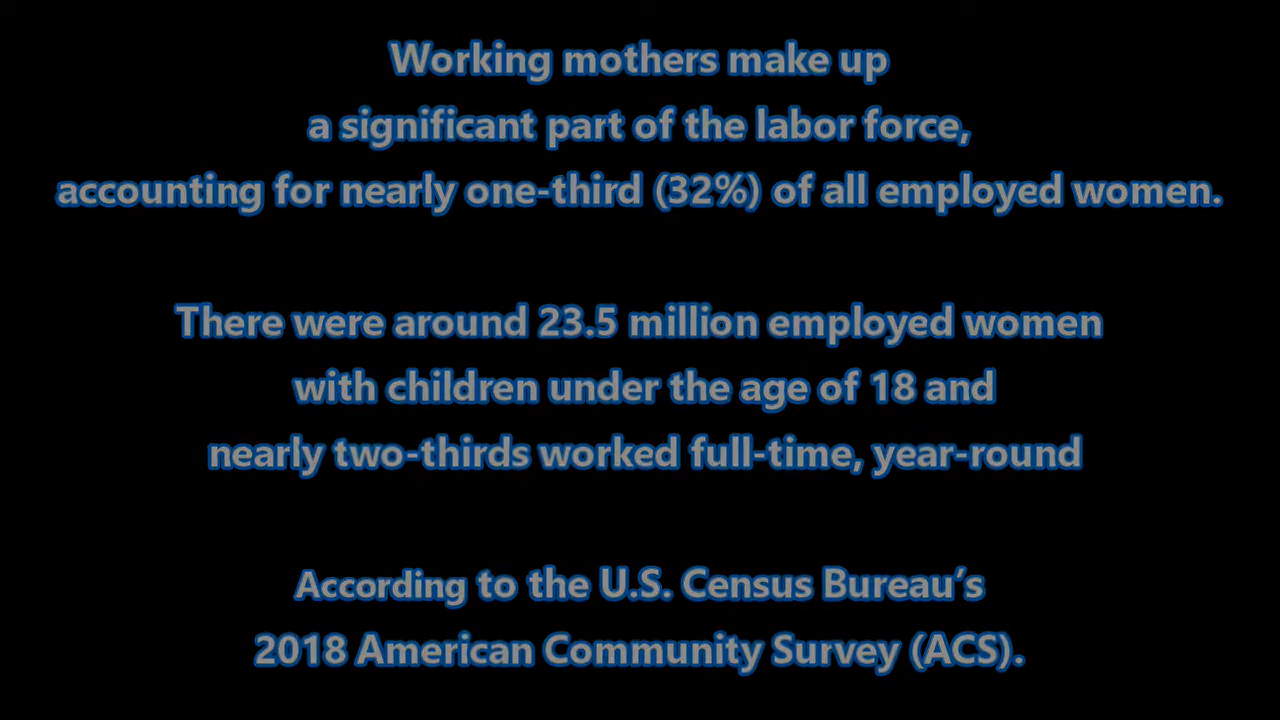 Working mothers make up
a significant part of the labor force,
accounting for nearly one-third (32%) of all employed women.
There were around 23.5 million employed women
with children under the age of 18 and
nearly two-thirds worked full-time, year-round
According to the U.S. Census Bureau’s
2018 American Community Survey (ACS).